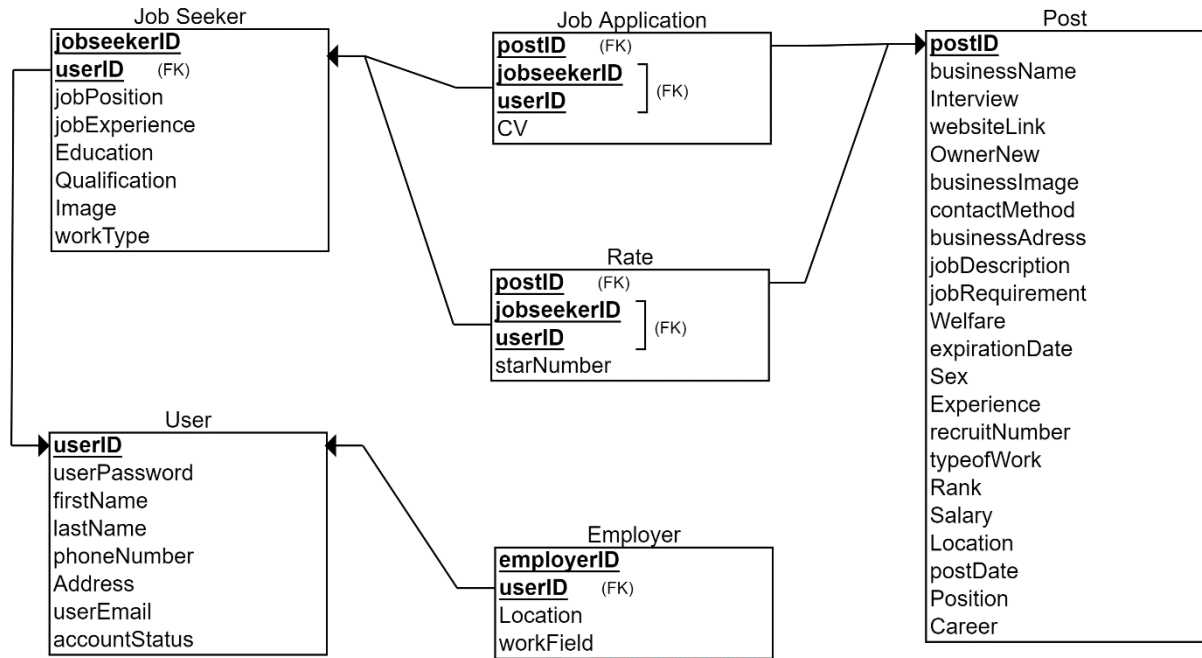 Job Seeker
jobseekerID
userID (FK)
jobPosition
jobExperience
Education
Qualification
Image
workType
Job Application
postID (FK)
jobseekerID
userID
(FK)
CV
Post
postID
businessName
Interview
websiteLink
OwnerNew
businessImage
contactMethod
businessAdress
jobDescription
jobRequirement
Welfare
expirationDate
Sex
Experience
recruitNumber
typeofWork
Rank
Salary
Location
postDate
Position
Career
Rate
postID (FK)
jobseekerID
userID
(FK)
starNumber
User
userID
userPassword
firstName
lastName
phoneNumber
Address
userEmail
accountStatus
Employer
employerID
userID (FK)
Location
workField